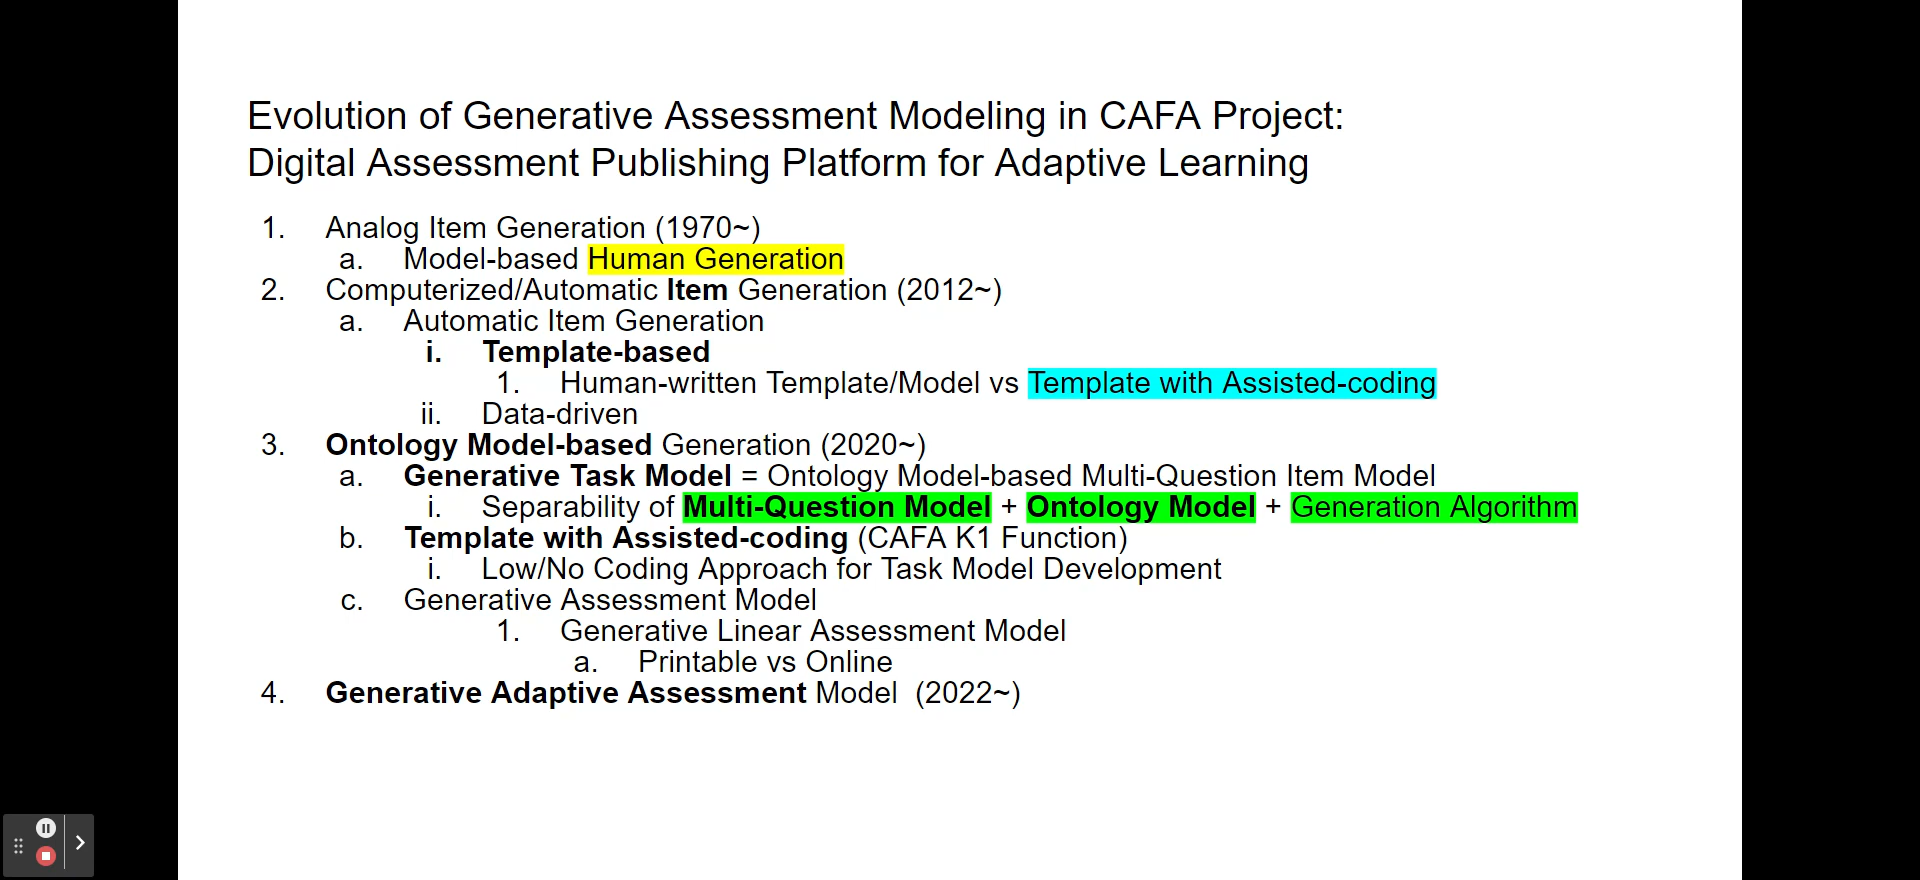 Evolution of Generative Assessment Modeling in CAFA Project:
Digital Assessment Publishing Platform for Adaptive Learning
1. Analog Item Generation (1970~)
a. Model-based Human Generation
2. Computerized/Automatic Item Generation (2012~)
a. Automatic Item Generation
i. Template-based
1. Human-written Template/Model vs Template with Assisted-coding
ii. Data-driven
3. Ontology Model-based Generation (2020~)
a. Generative Task Model = Ontology Model-based Multi-Question Item Model
i. Separability of Multi-Question Model + Ontology Model + Generation Algorithm
b. Template with Assisted-coding (CAFA K1 Function)
i. Low/No Coding Approach for Task Model Development
c. Generative Assessment Model
1. Generative Linear Assessment Model
a. Printable vs Online
4. Generative Adaptive Assessment Model (2022~)